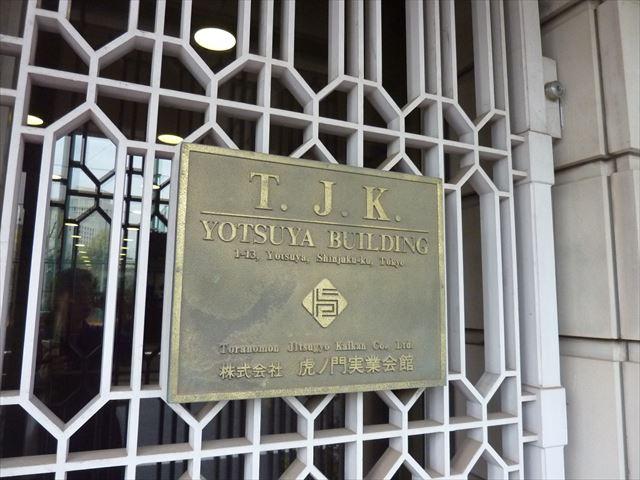 T. J. K.
YOTSUYA BUILDING
1-13, Yotsuya, Shinjuku-ku, Tokyo
Toranomon Jitsugyo Kaikan Co. Ltd.
株式会社 虎ノ門実業会館